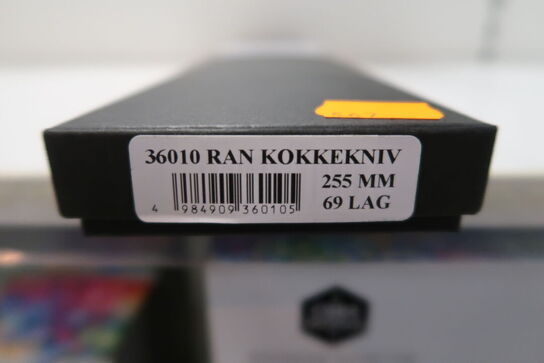 36010 RAN KOKKEKNIV
255 MM
69 LAG
4 984909 360105